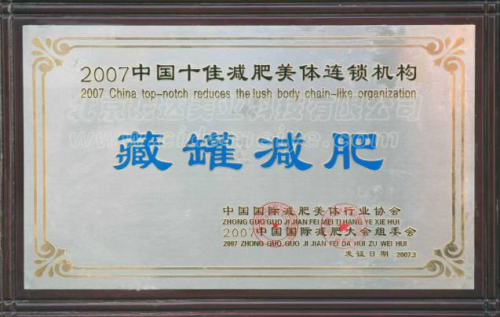 2007中国十佳减肥美体连锁机构
2007 China top-notch reduces the lush body chain-like organization
藏罐减肥
中国国际减肥美体行业协会
ZHONG GUO GUO JI JIAN FEI MEI TI HANG YE XIE HUI
2007中国国际减肥大会组委会
2007 ZHONG GUO GUO JI JIAN FEI DA HUI ZU WEI HUI
发证日期:2007.3